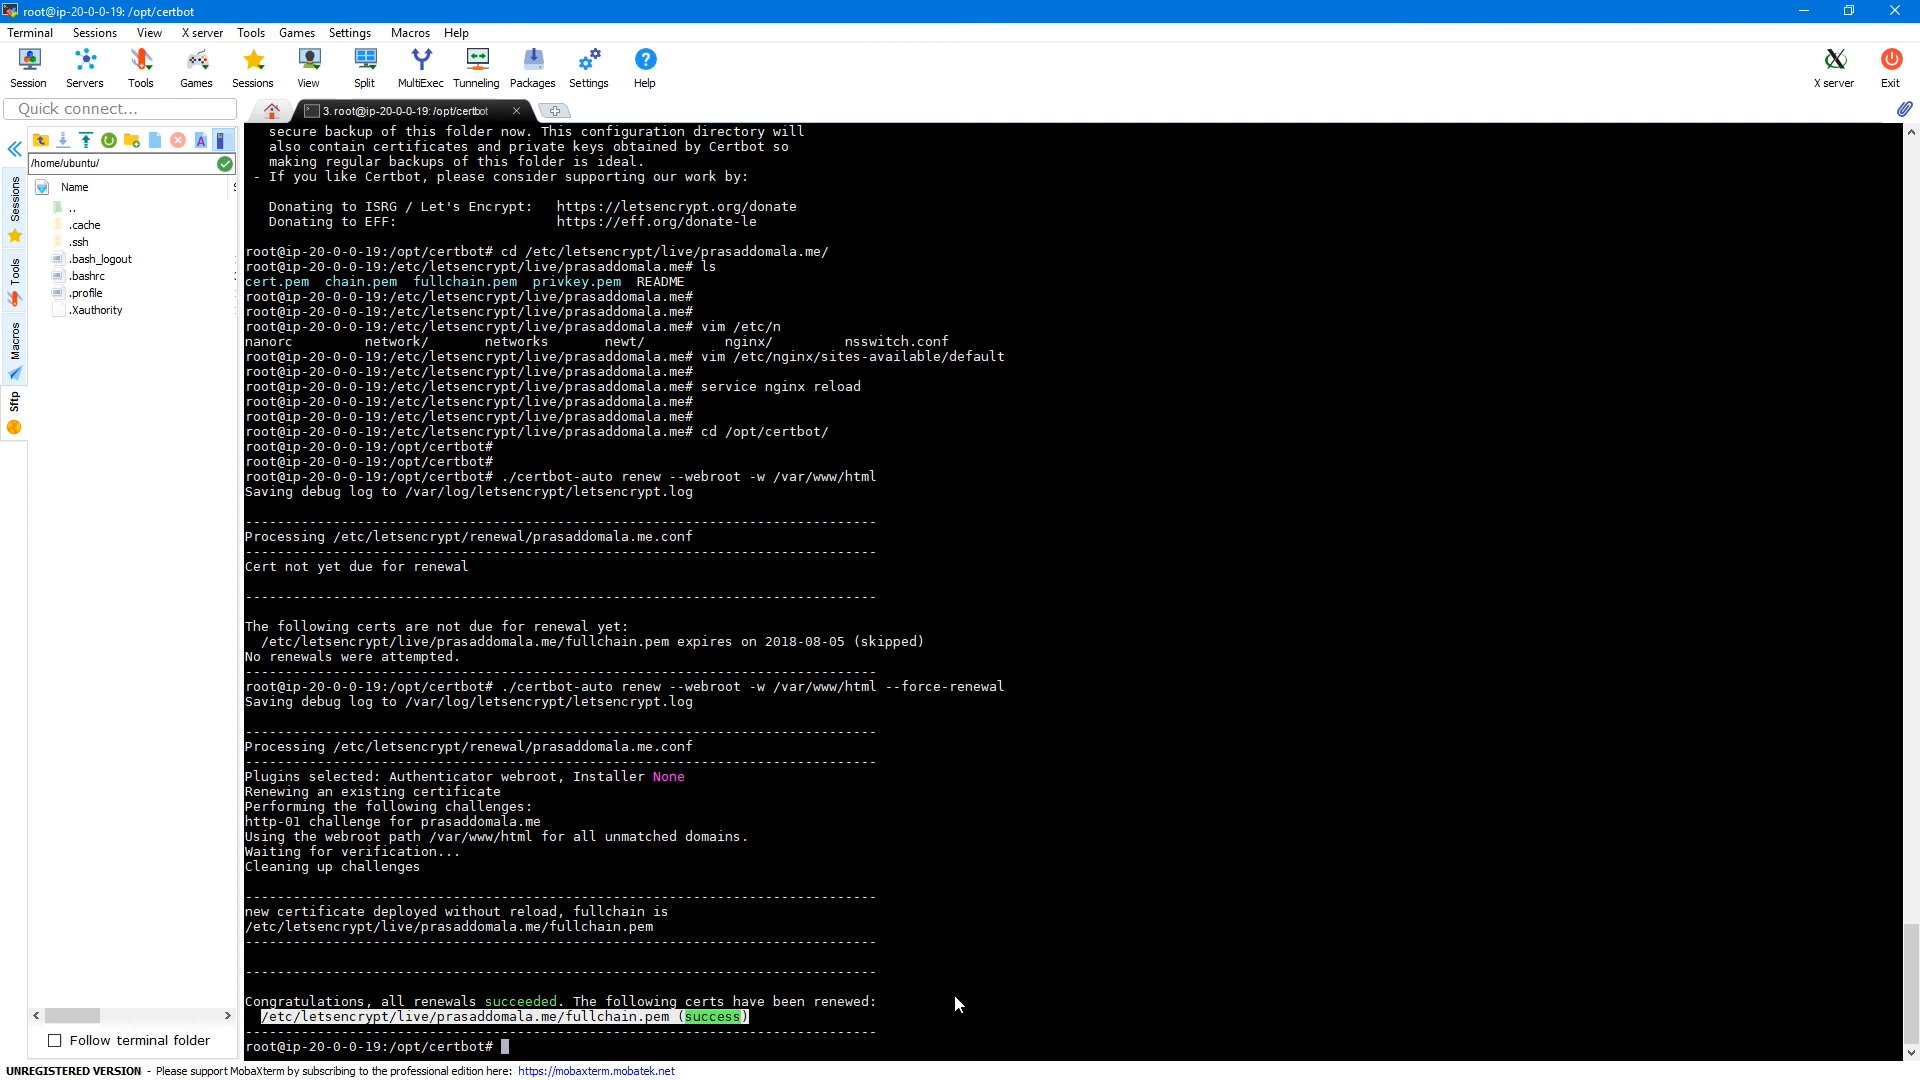 root@ip-20-0-0-19: /opt/certbot
Terminal Sessions View X server Tools Games Settings Macros Help
Session Servers Tools Games Sessions View Split MultiExec Tunneling Packages Settings Help X server Exit
Quick connect...
3. root@ip-20-0-0-19: /opt/certbot
/home/ubuntu/
Name
..
.cache
.ssh
.bash_logout
.bashrc
.profile
.Xauthority
Sessions
Tools
Macros
Sftp
Follow terminal folder
secure backup of this folder now. This configuration directory will
also contain certificates and private keys obtained by Certbot so
making regular backups of this folder is ideal.
- If you like Certbot, please consider supporting our work by:
Donating to ISRG / Let's Encrypt:   https://letsencrypt.org/donate
Donating to EFF:                    https://eff.org/donate-le
root@ip-20-0-0-19:/opt/certbot# cd /etc/letsencrypt/live/prasaddomala.me/
root@ip-20-0-0-19:/etc/letsencrypt/live/prasaddomala.me# ls
cert.pem  chain.pem  fullchain.pem  privkey.pem  README
root@ip-20-0-0-19:/etc/letsencrypt/live/prasaddomala.me#
root@ip-20-0-0-19:/etc/letsencrypt/live/prasaddomala.me#
root@ip-20-0-0-19:/etc/letsencrypt/live/prasaddomala.me# vim /etc/n
nanorc         network/       networks       newt/          nginx/         nsswitch.conf
root@ip-20-0-0-19:/etc/letsencrypt/live/prasaddomala.me# vim /etc/nginx/sites-available/default
root@ip-20-0-0-19:/etc/letsencrypt/live/prasaddomala.me#
root@ip-20-0-0-19:/etc/letsencrypt/live/prasaddomala.me# service nginx reload
root@ip-20-0-0-19:/etc/letsencrypt/live/prasaddomala.me#
root@ip-20-0-0-19:/etc/letsencrypt/live/prasaddomala.me#
root@ip-20-0-0-19:/etc/letsencrypt/live/prasaddomala.me# cd /opt/certbot/
root@ip-20-0-0-19:/opt/certbot#
root@ip-20-0-0-19:/opt/certbot#
root@ip-20-0-0-19:/opt/certbot# ./certbot-auto renew --webroot -w /var/www/html
Saving debug log to /var/log/letsencrypt/letsencrypt.log
-------------------------------------------------------------------------------
Processing /etc/letsencrypt/renewal/prasaddomala.me.conf
-------------------------------------------------------------------------------
Cert not yet due for renewal
-------------------------------------------------------------------------------
The following certs are not due for renewal yet:
/etc/letsencrypt/live/prasaddomala.me/fullchain.pem expires on 2018-08-05 (skipped)
No renewals were attempted.
-------------------------------------------------------------------------------
root@ip-20-0-0-19:/opt/certbot# ./certbot-auto renew --webroot -w /var/www/html --force-renewal
Saving debug log to /var/log/letsencrypt/letsencrypt.log
-------------------------------------------------------------------------------
Processing /etc/letsencrypt/renewal/prasaddomala.me.conf
-------------------------------------------------------------------------------
Plugins selected: Authenticator webroot, Installer None
Renewing an existing certificate
Performing the following challenges:
http-01 challenge for prasaddomala.me
Using the webroot path /var/www/html for all unmatched domains.
Waiting for verification...
Cleaning up challenges
-------------------------------------------------------------------------------
new certificate deployed without reload, fullchain is
/etc/letsencrypt/live/prasaddomala.me/fullchain.pem
-------------------------------------------------------------------------------
-------------------------------------------------------------------------------
Congratulations, all renewals succeeded. The following certs have been renewed:
/etc/letsencrypt/live/prasaddomala.me/fullchain.pem (success)
-------------------------------------------------------------------------------
root@ip-20-0-0-19:/opt/certbot#
UNREGISTERED VERSION - Please support MobaXterm by subscribing to the professional edition here: https://mobaxterm.mobatek.net